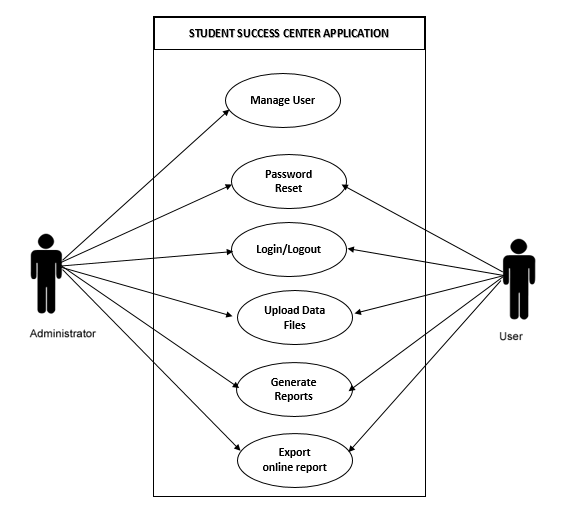 STUDENT SUCCESS CENTER APPLICATION
Manage User
Password
Reset
Login/Logout
Upload Data
Files
Generate
Reports
Export
online report
Administrator
User